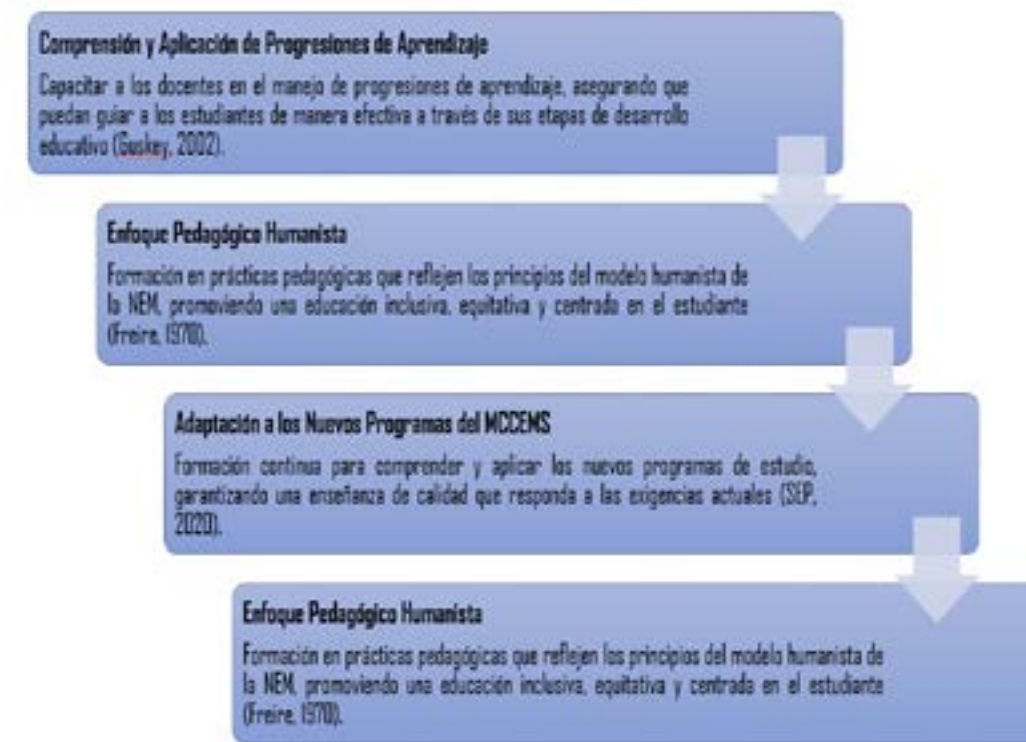 Comprensión y Aplicación de Progresiones de Aprendizaje
Capacitar a los docentes en el manejo de progresiones de aprendizaje, asegurando que
puedan guiar a los estudiantes de manera efectiva a través de sus etapas de desarrollo
educativo (Guskey, 2002).
Enfoque Pedagógico Humanista
Formación en prácticas pedagógicas que reflejen los principios del modelo humanista de
la NEM, promoviendo una educación inclusiva, equitativa y centrada en el estudiante
(Freire, 1970).
Adaptación a los Nuevos Programas del MCCEMS
Formación continua para comprender y aplicar los nuevos programas de estudio,
garantizando una enseñanza de calidad que responda a las exigencias actuales (SEP,
2020).
Enfoque Pedagógico Humanista
Formación en prácticas pedagógicas que reflejen los principios del modelo humanista de
la NEM, promoviendo una educación inclusiva, equitativa y centrada en el estudiante
(Freire, 1970).